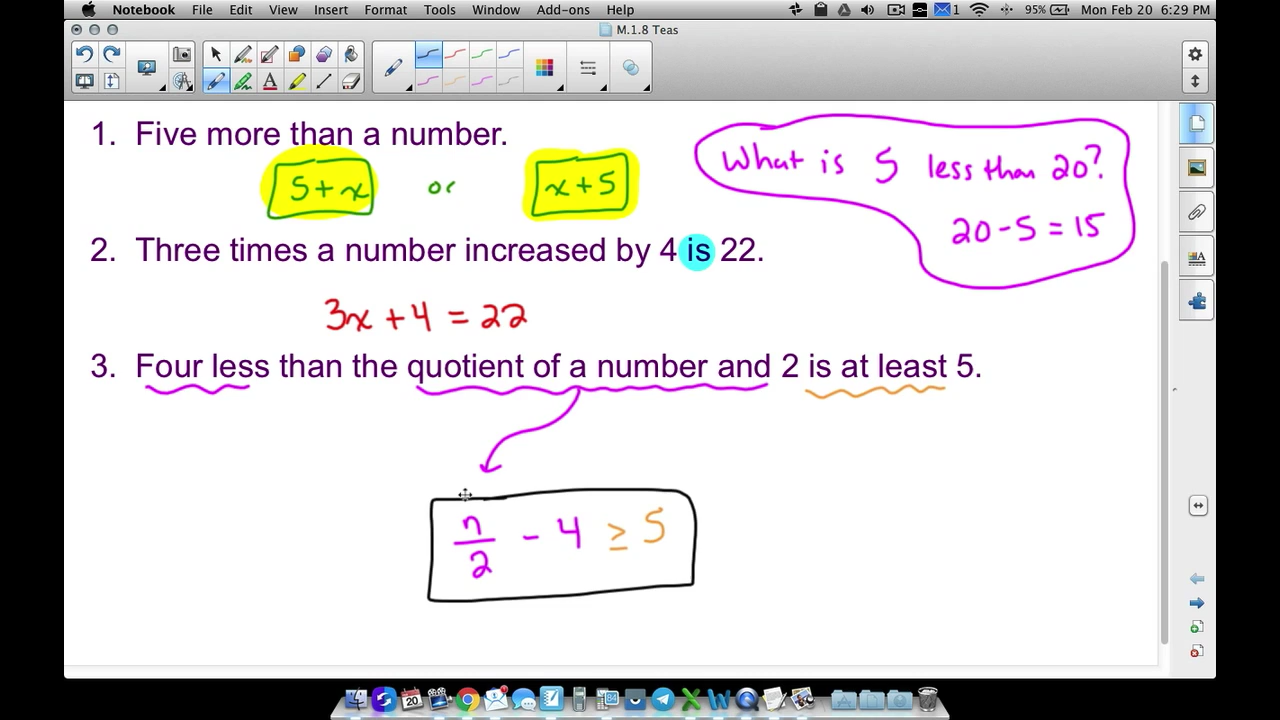 Notebook File Edit View Insert Format Tools Window Add-ons Help 1 95% Mon Feb 20 6:29 PM
M.1.8 Teas
A
1. Five more than a number.
5 + x or x + 5
What is 5 less than 20?
20 - 5 = 15
2. Three times a number increased by 4 is 22.
3x + 4 = 22
3. Four less than the quotient of a number and 2 is at least 5.
n/2 - 4 ≥ 5
20